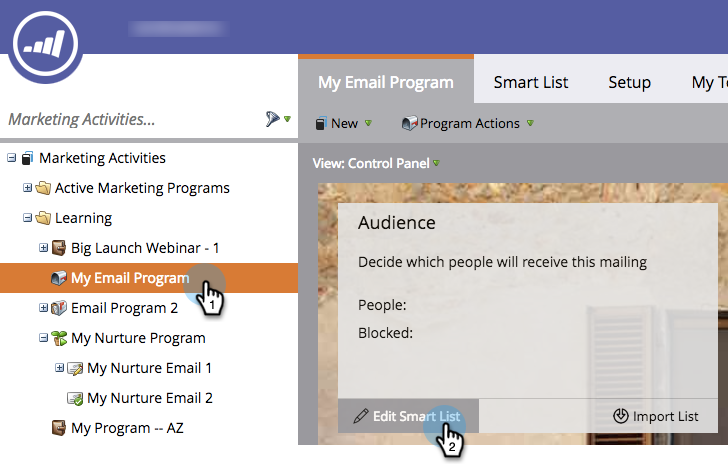 My Email Program
Smart List
Setup
My T
Marketing Activities...
New
Program Actions
View: Control Panel
Marketing Activities
Active Marketing Programs
Learning
Big Launch Webinar - 1
My Email Program
Email Program 2
My Nurture Program
My Nurture Email 1
My Nurture Email 2
My Program -- AZ
Audience
Decide which people will receive this mailing
People:
Blocked:
Edit Smart List
Import List
1
2